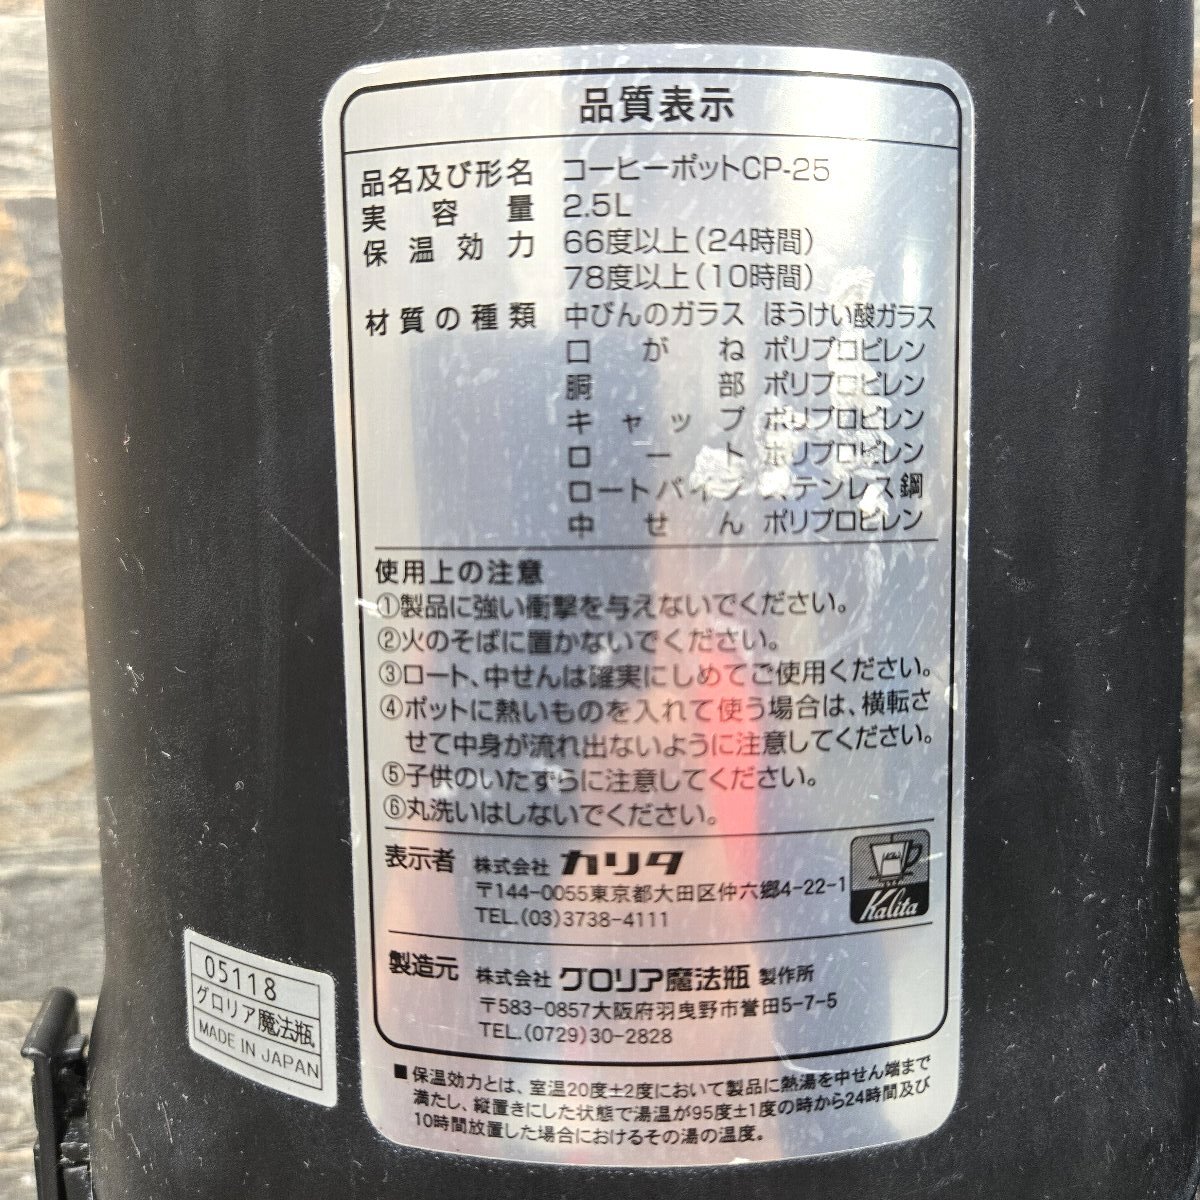 品質表示
品名及び形名 コーヒーポットCP-25
実容量 2.5L
保温効力 66度以上(24時間)
78度以上(10時間)
材質の種類 中びんのガラス ほうけい酸ガラス
口がね ポリプロピレン
胴部 ポリプロピレン
キャップ ポリプロピレン
ロート ポリプロピレン
ロートパイプ ステンレス鋼
中せん ポリプロピレン
使用上の注意
①製品に強い衝撃を与えないでください。
②火のそばに置かないでください。
③ロート、中せんは確実にしめてご使用ください。
④ポットに熱いものを入れて使う場合は、横転さ
せて中身が流れ出ないように注意してください。
⑤子供のいたずらに注意してください。
⑥丸洗いはしないでください。
表示者 株式会社 カリタ
〒144-0055東京都大田区仲六郷4-22-1
TEL.(03)3738-4111
Kalita
製造元 株式会社 グロリア魔法瓶 製作所
〒583-0857大阪府羽曳野市誉田5-7-5
TEL.(0729)30-2828
■保温効力とは、室温20度±2度において製品に熱湯を中せん端まで
満たし、縦置きにした状態で湯温が95度±1度の時から24時間及び
10時間放置した場合におけるその湯の温度。
05118
グロリア魔法瓶
MADE IN JAPAN